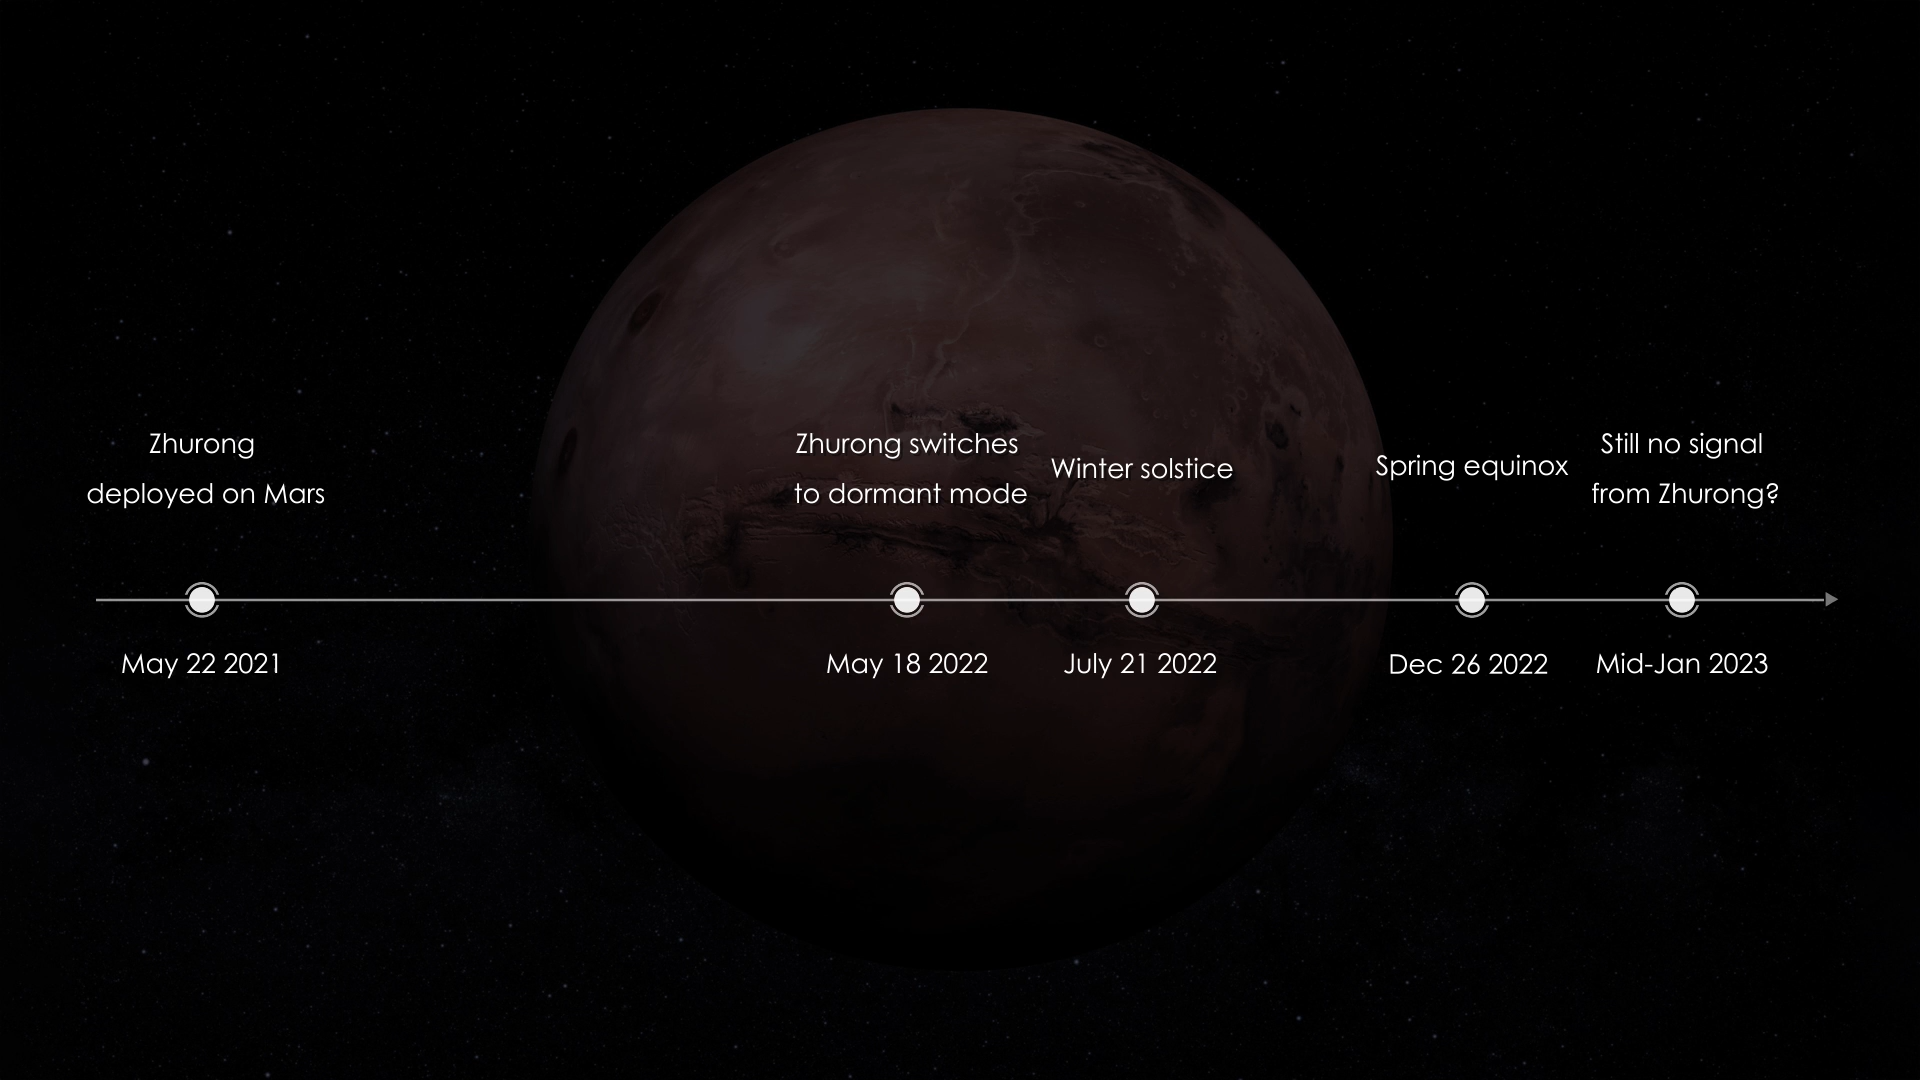 Zhurong
deployed on Mars
May 22 2021
Zhurong switches
to dormant mode
May 18 2022
Winter solstice
July 21 2022
Spring equinox
Dec 26 2022
Still no signal
from Zhurong?
Mid-Jan 2023